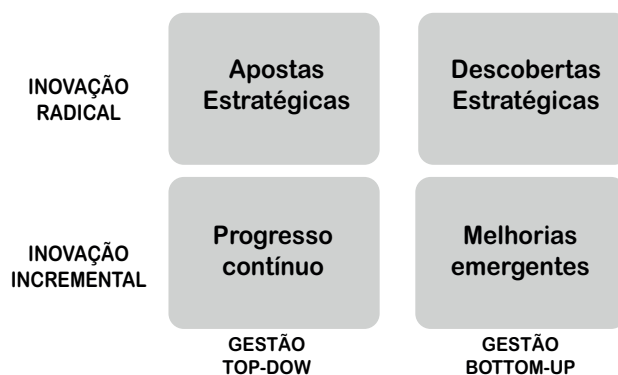 INOVAÇÃO
RADICAL
Apostas
Estratégicas
Descobertas
Estratégicas
INOVAÇÃO
INCREMENTAL
Progresso
contínuo
Melhorias
emergentes
GESTÃO
TOP-DOW
GESTÃO
BOTTOM-UP